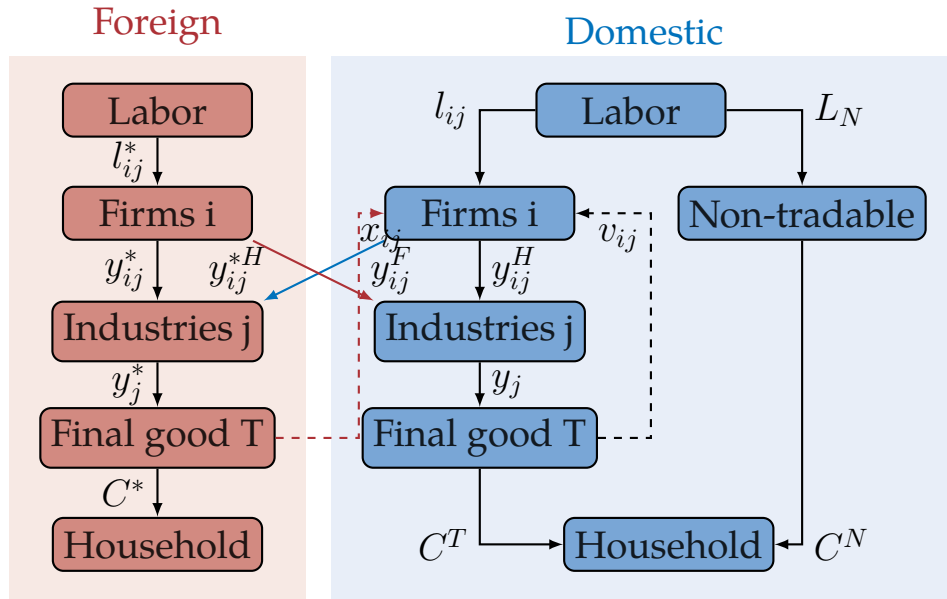 Foreign
Domestic
Labor
l*ij
Firms i
y*ij
y*Hij
Industries j
y*j
Final good T
C*
Household
lij
Labor
LN
Firms i
Non-tradable
xij
vij
yFij
yHij
Industries j
yj
Final good T
CT
Household
CN